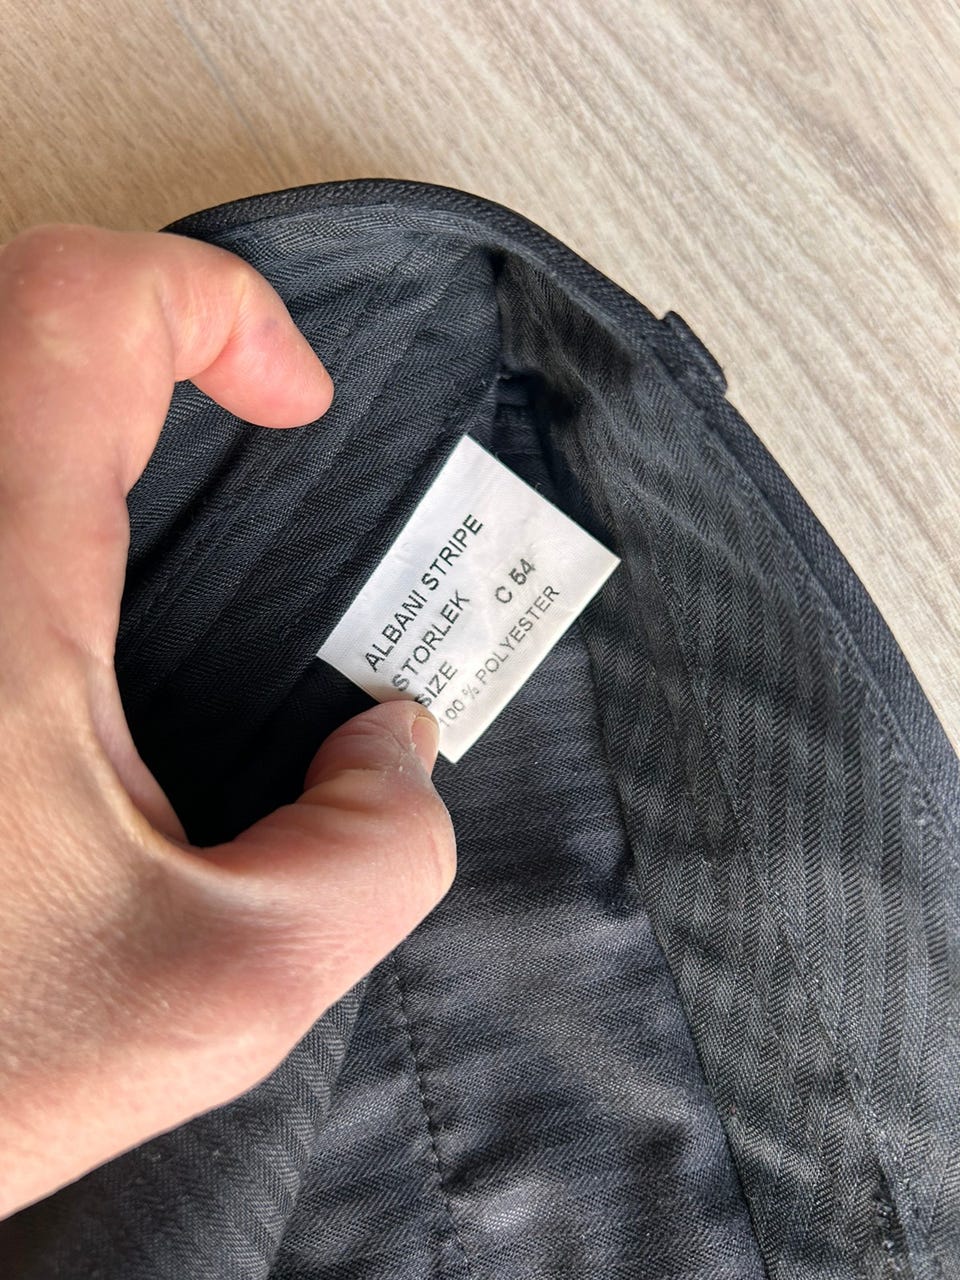 ALBANI STRIPE
STORLEK C 54
SIZE
100 % POLYESTER